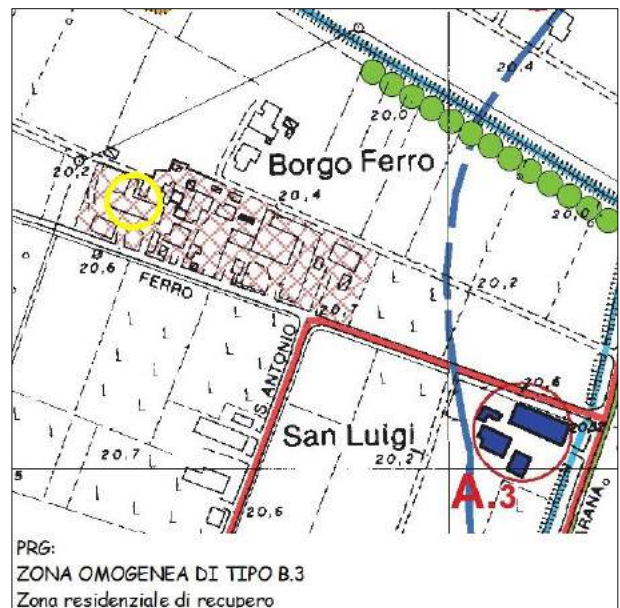 20,4
20,0
Borgo Ferro
20,2
20,4
20,0
20,6
FERRO
20,2
20,7
S. ANTONIO
20,6
San Luigi
20,7
20,2
A.3
5
20,6
PRG:
ZONA OMOGENEA DI TIPO B.3
Zona residenziale di recupero